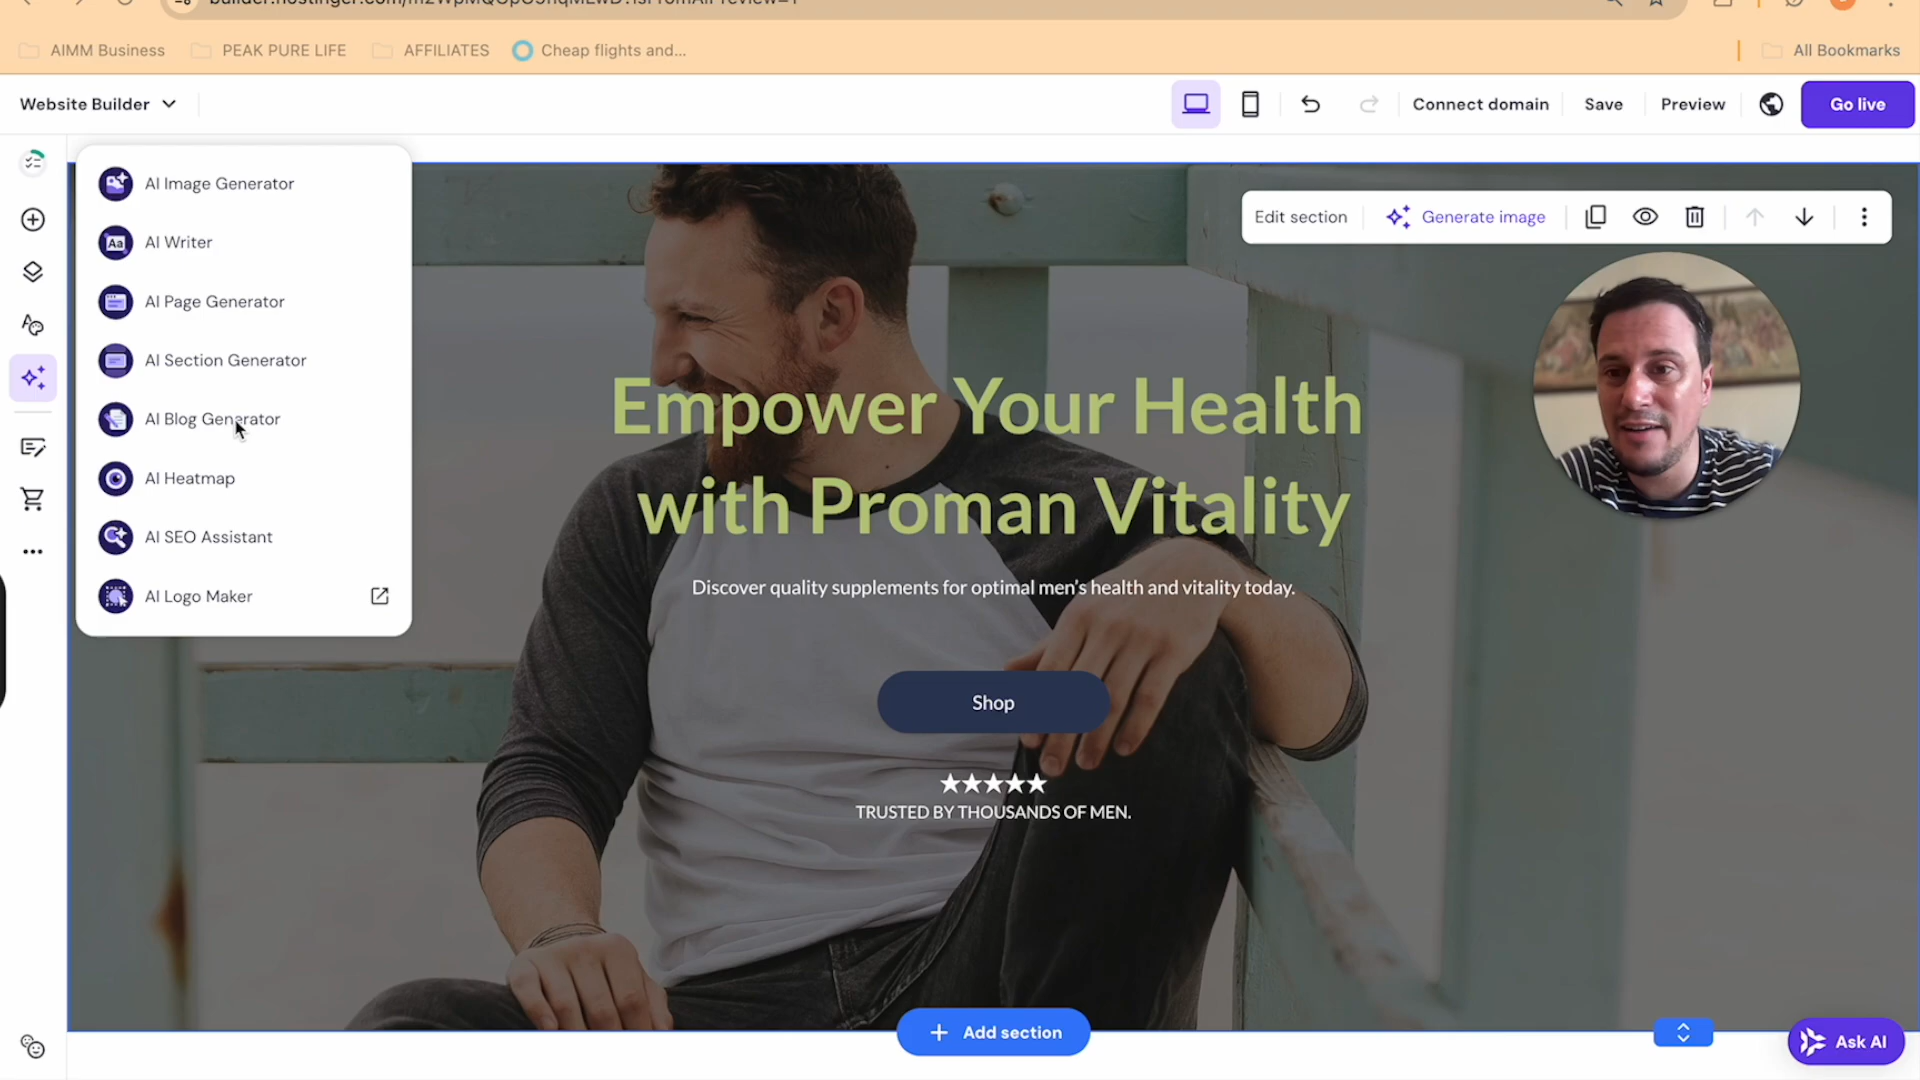 AIMM Business
PEAK PURE LIFE
AFFILIATES
Cheap flights and...
All Bookmarks
Website Builder
Connect domain
Save
Preview
Go live
AI Image Generator
AI Writer
AI Page Generator
AI Section Generator
AI Blog Generator
AI Heatmap
AI SEO Assistant
AI Logo Maker
Edit section
Generate image
Empower Your Health
with Proman Vitality
Discover quality supplements for optimal men's health and vitality today.
Shop
★★★★★
TRUSTED BY THOUSANDS OF MEN.
Add section
Ask AI